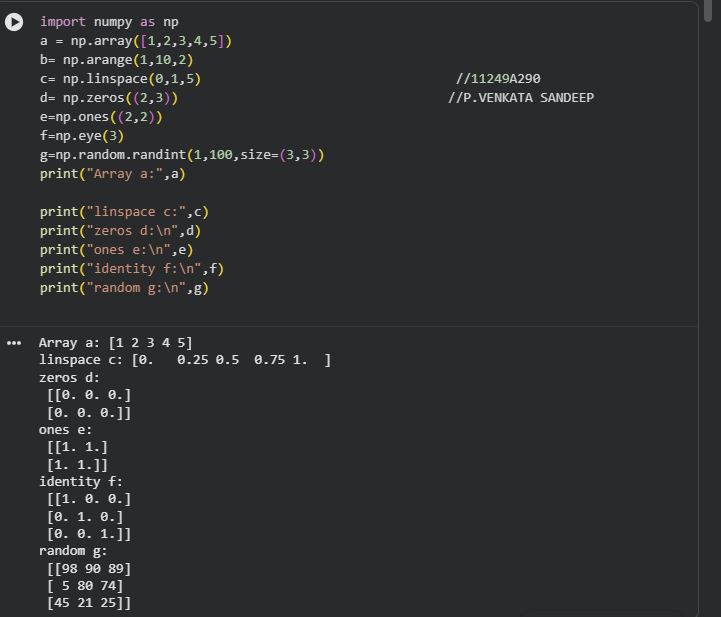 import numpy as np
a = np.array([1,2,3,4,5])
b= np.arange(1,10,2)
c= np.linspace(0,1,5) //11249A290
d= np.zeros((2,3)) //P.VENKATA SANDEEP
e=np.ones((2,2))
f=np.eye(3)
g=np.random.randint(1,100,size=(3,3))
print("Array a:",a)
print("linspace c:",c)
print("zeros d:\n",d)
print("ones e:\n",e)
print("identity f:\n",f)
print("random g:\n",g)
Array a: [1 2 3 4 5]
linspace c: [0.   0.25 0.5  0.75 1.  ]
zeros d:
 [[0. 0. 0.]
 [0. 0. 0.]]
ones e:
 [[1. 1.]
 [1. 1.]]
identity f:
 [[1. 0. 0.]
 [0. 1. 0.]
 [0. 0. 1.]]
random g:
 [[98 90 89]
 [ 5 80 74]
 [45 21 25]]